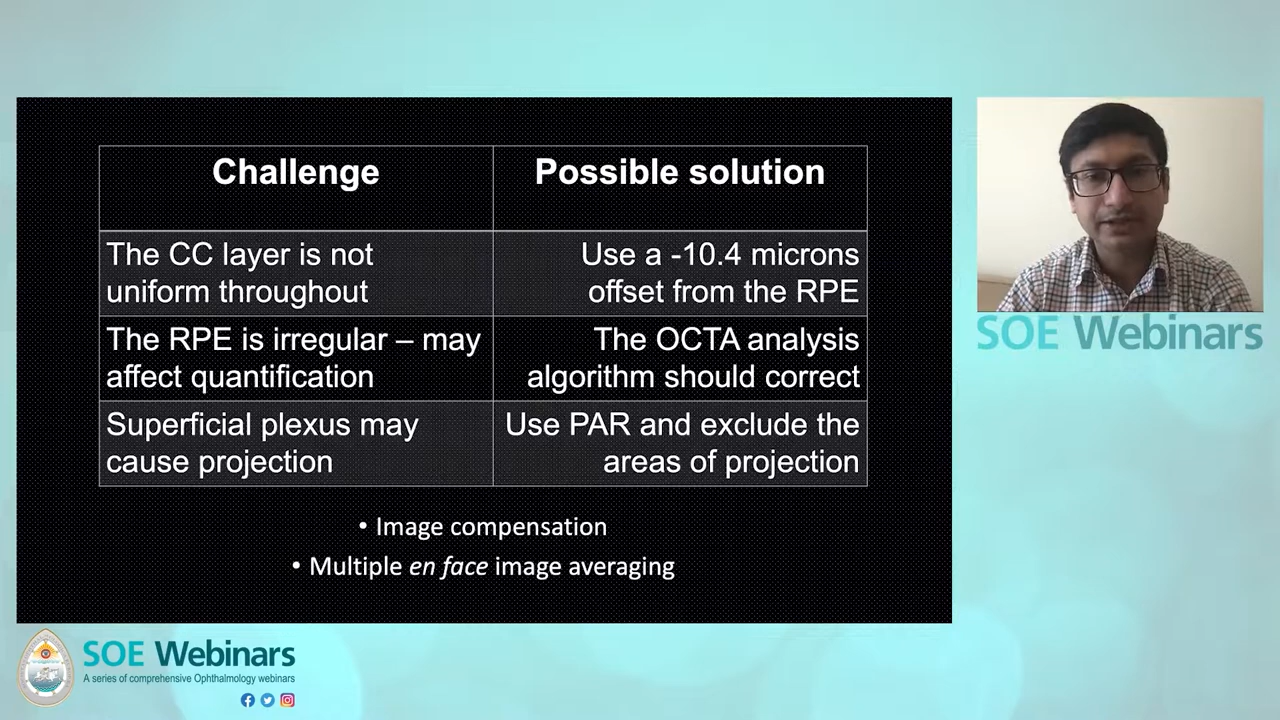 Challenge
Possible solution
The CC layer is not
uniform throughout
Use a -10.4 microns
offset from the RPE
The RPE is irregular – may
affect quantification
The OCTA analysis
algorithm should correct
Superficial plexus may
cause projection
Use PAR and exclude the
areas of projection
• Image compensation
• Multiple en face image averaging
SOE Webinars
SOE Webinars
A series of comprehensive Ophthalmology webinars